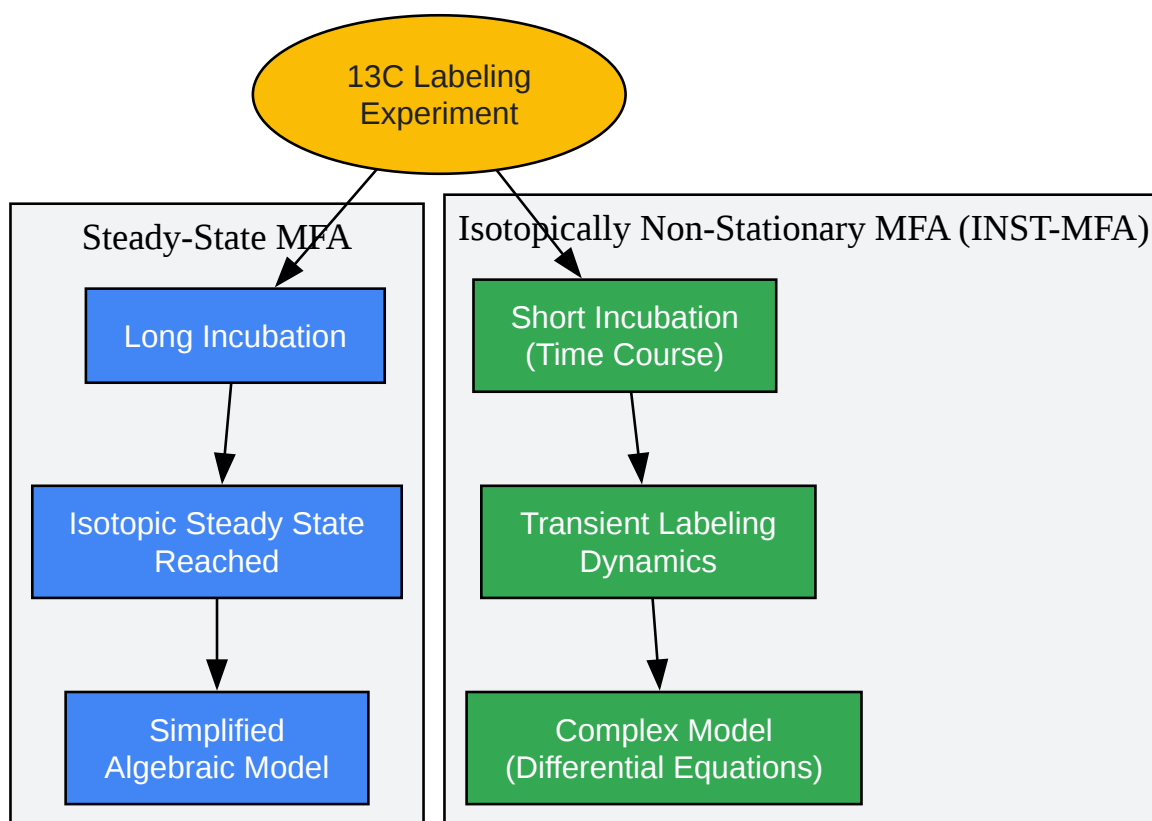 13C Labeling
Experiment
Steady-State MFA
Long Incubation
Isotopic Steady State
Reached
Simplified
Algebraic Model
Isotopically Non-Stationary MFA (INST-MFA)
Short Incubation
(Time Course)
Transient Labeling
Dynamics
Complex Model
(Differential Equations)